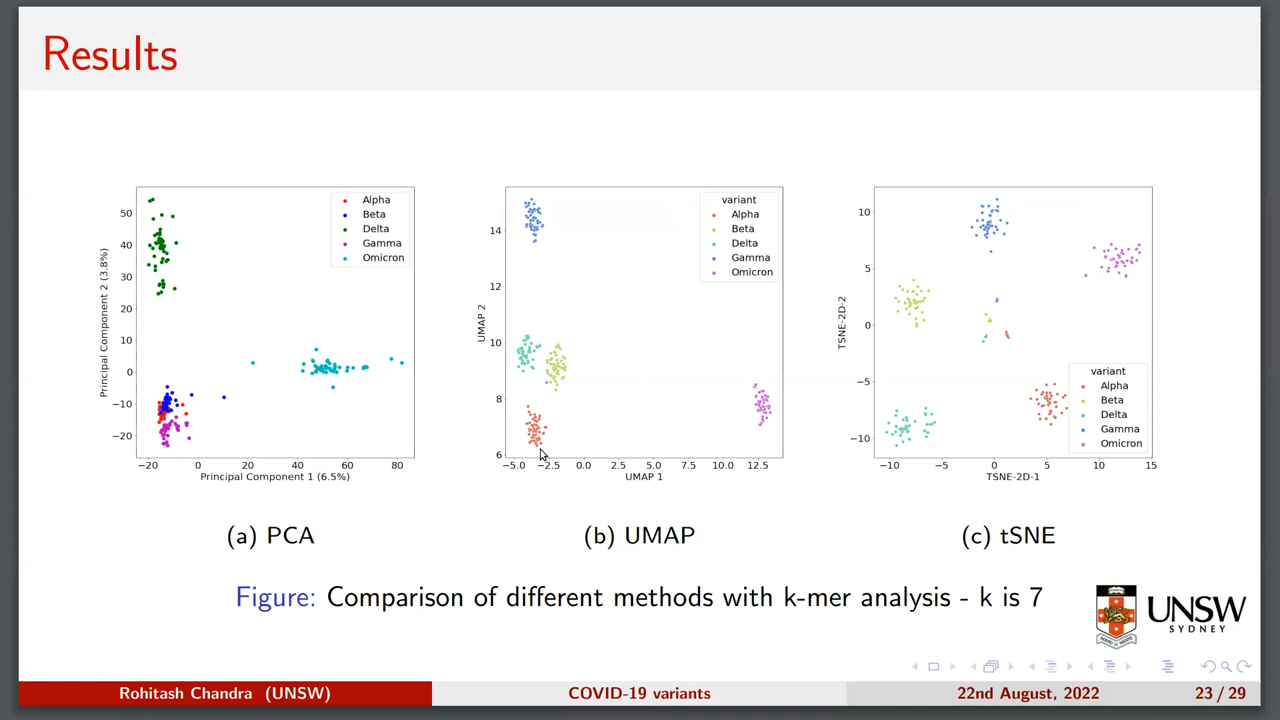 Results
Alpha
Beta
Delta
Gamma
Omicron
50
40
30
20
10
0
−10
−20
−20
0
20
40
60
80
Principal Component 2 (3.8%)
Principal Component 1 (6.5%)
variant
Alpha
Beta
Delta
Gamma
Omicron
14
12
10
8
6
−5.0
−2.5
0.0
2.5
5.0
7.5
10.0
12.5
UMAP 2
UMAP 1
10
5
0
−5
−10
variant
Alpha
Beta
Delta
Gamma
Omicron
−10
−5
0
5
10
15
TSNE-2D-2
TSNE-2D-1
(a) PCA
(b) UMAP
(c) tSNE
Figure: Comparison of different methods with k-mer analysis - k is 7
UNSW
SYDNEY
Rohitash Chandra (UNSW)
COVID-19 variants
22nd August, 2022
23 / 29